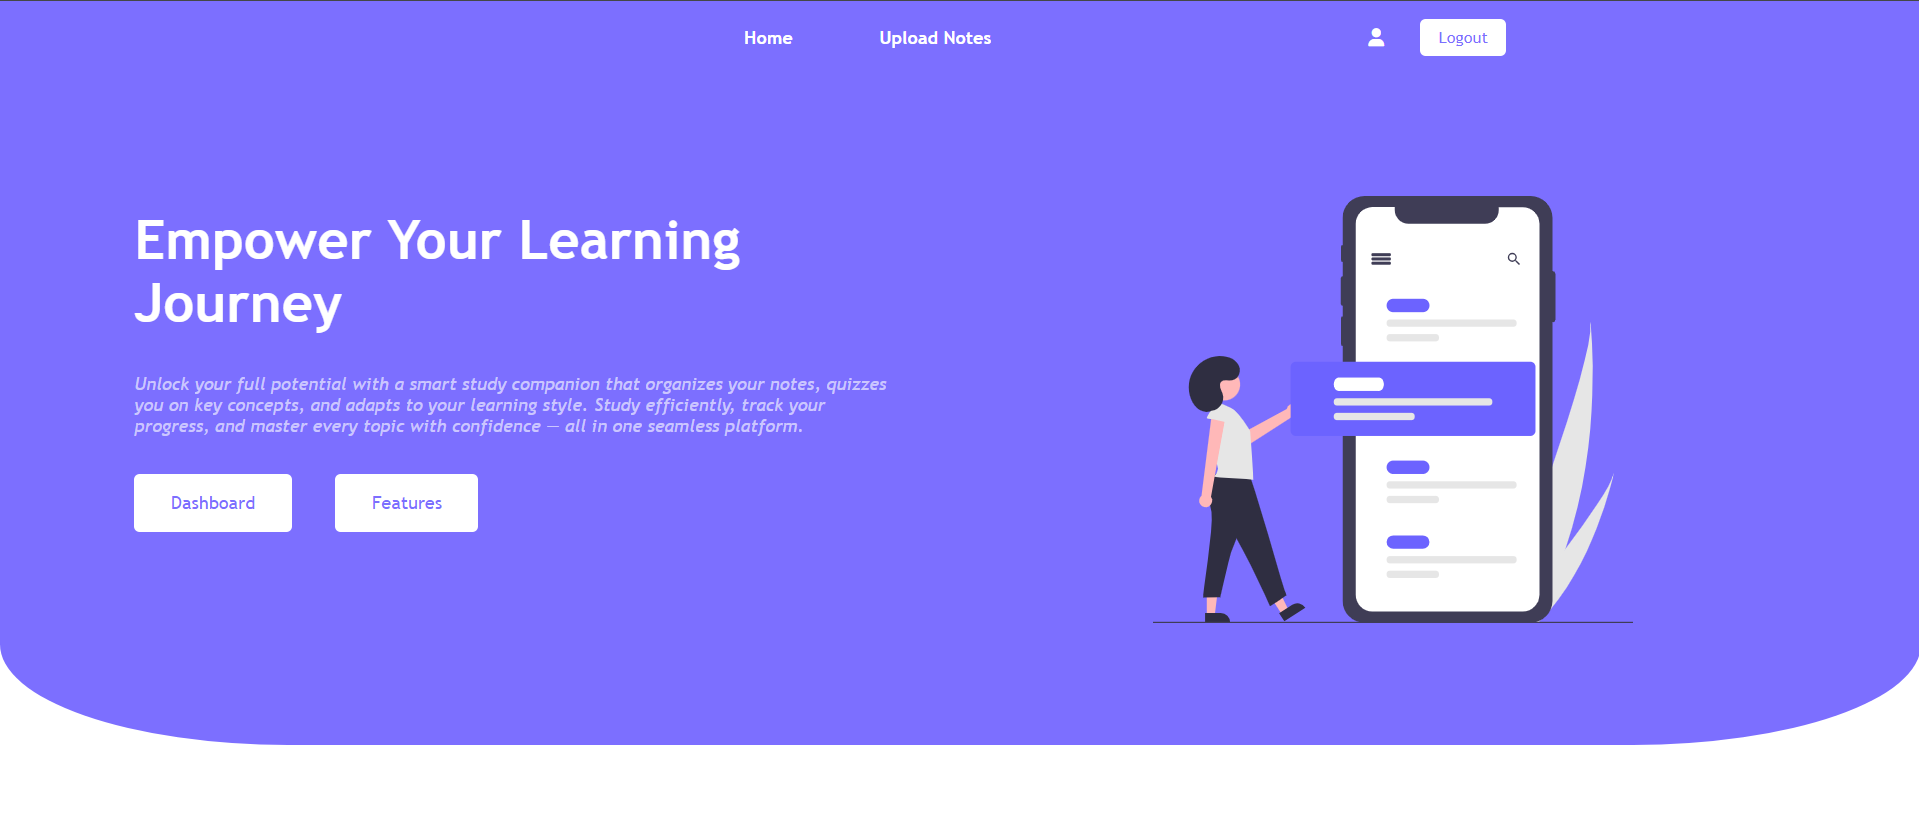 Home Upload Notes Logout
Empower Your Learning
Journey
Unlock your full potential with a smart study companion that organizes your notes, quizzes
you on key concepts, and adapts to your learning style. Study efficiently, track your
progress, and master every topic with confidence — all in one seamless platform.
Dashboard Features